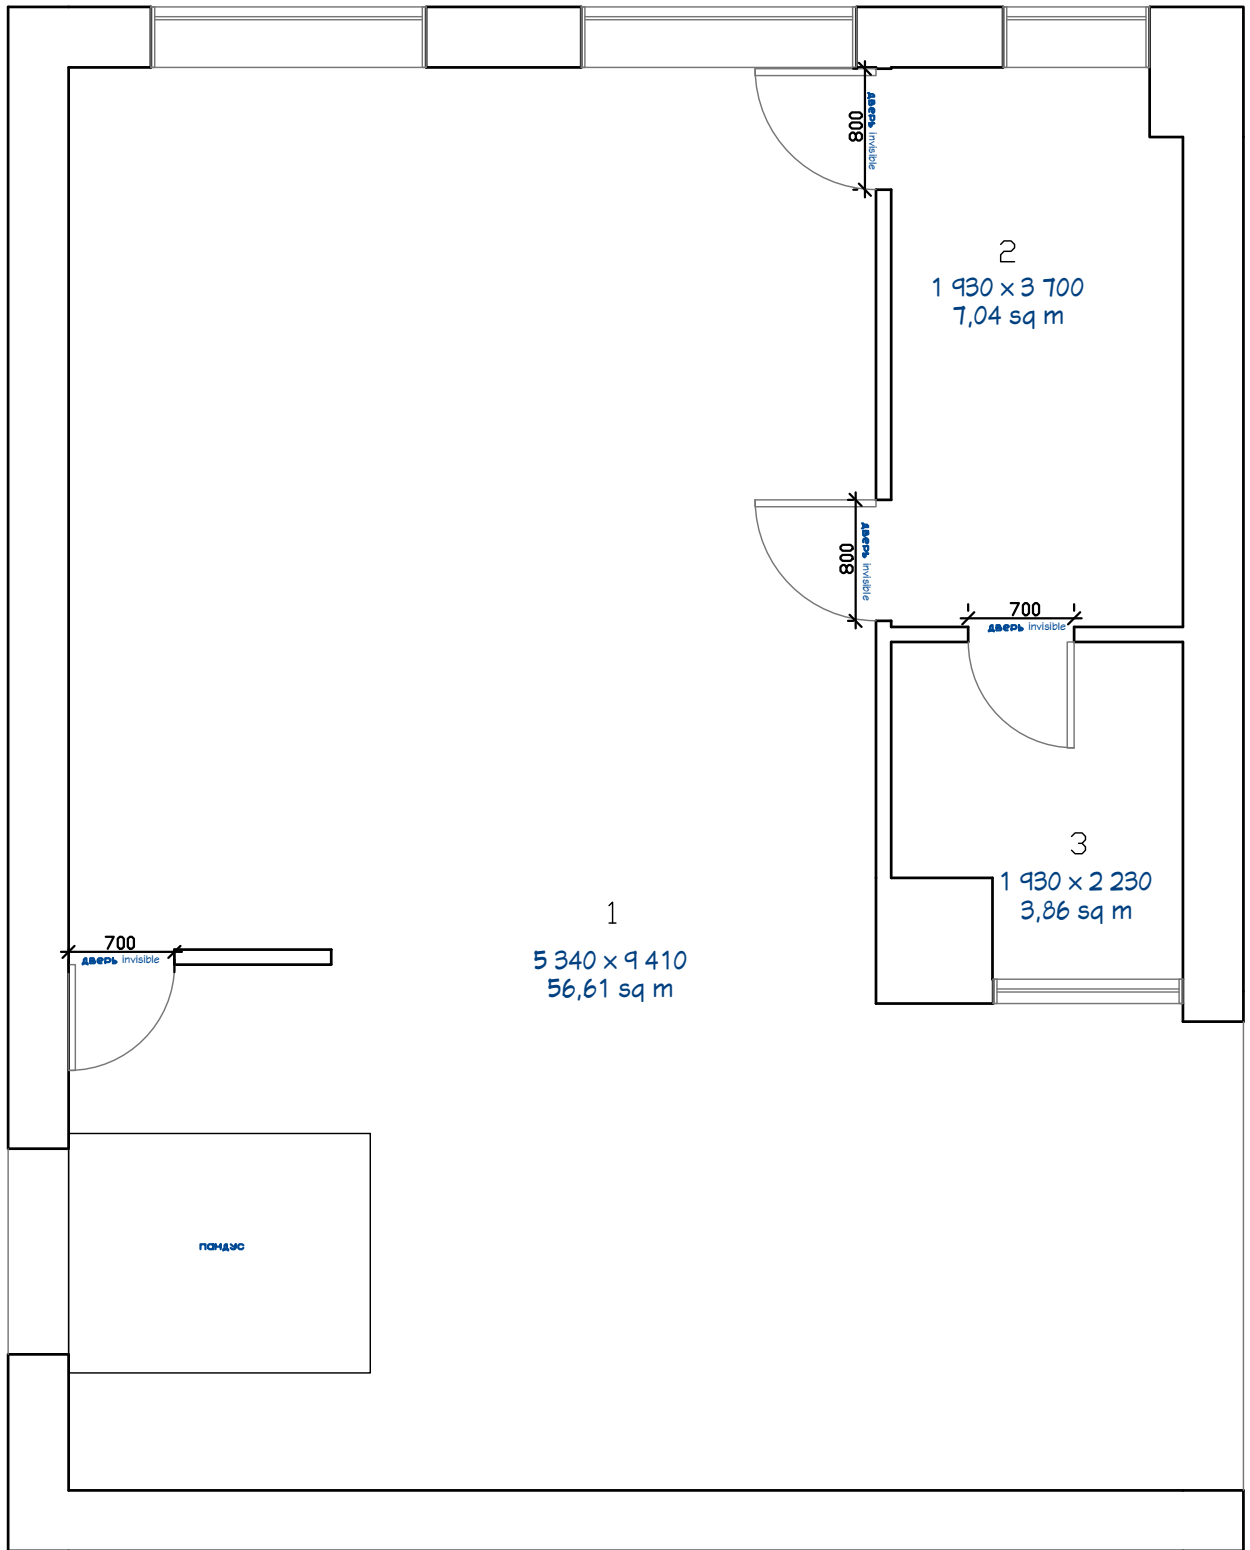 800
дверь invisible
2
1 930 x 3 700
7,04 sq m
800
дверь invisible
700
дверь invisible
3
1 930 x 2 230
3,86 sq m
1
5 340 x 9 410
56,61 sq m
700
дверь invisible
пандус